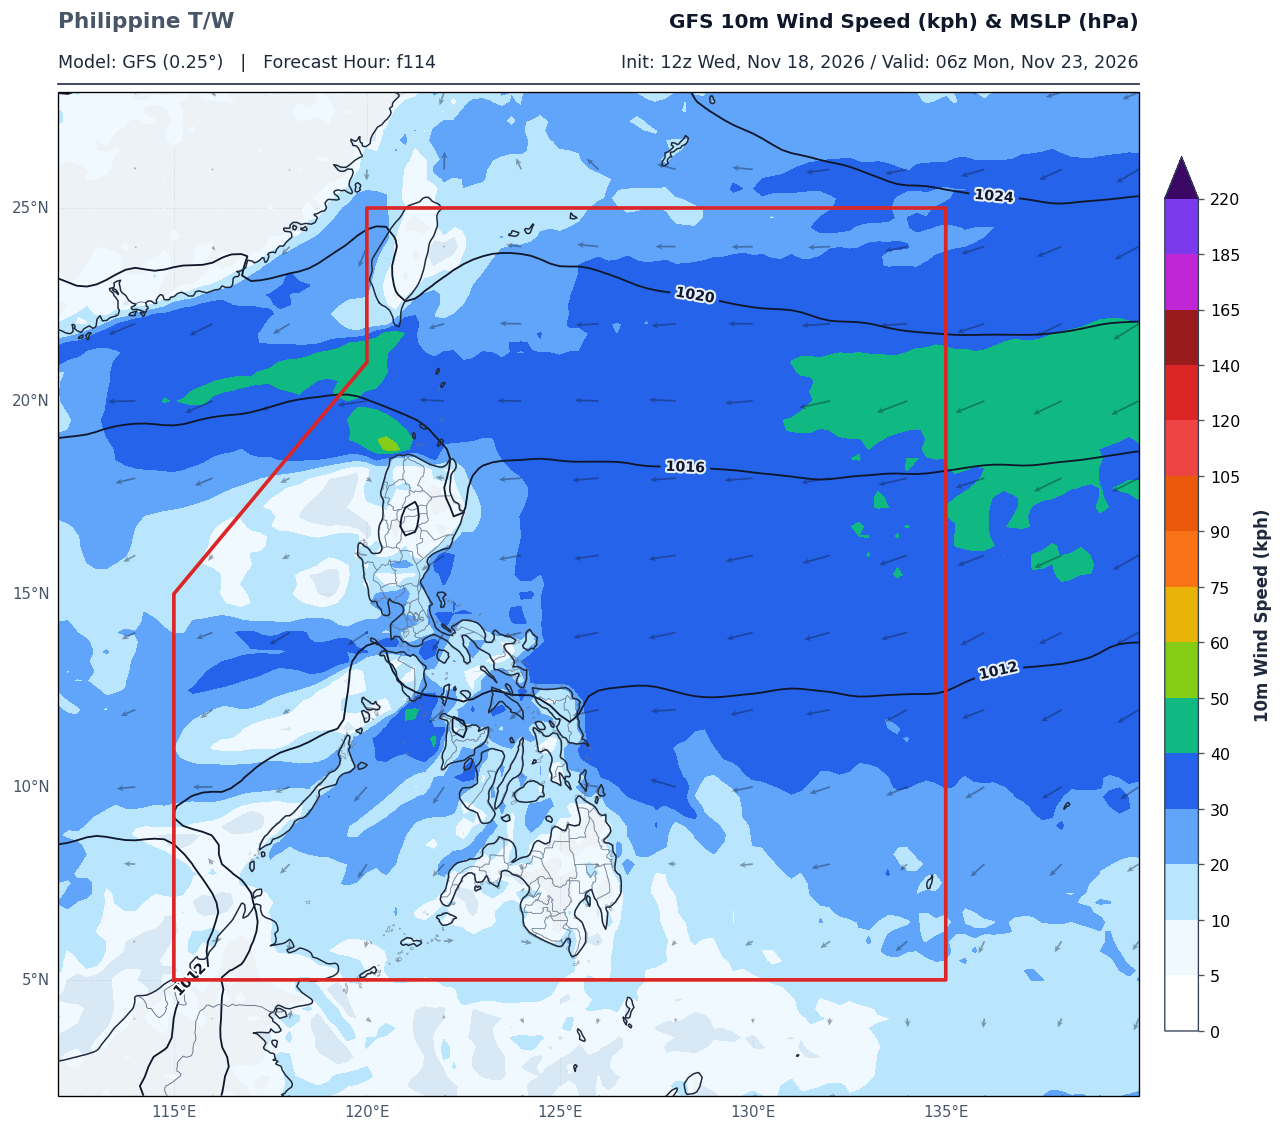 Philippine T/W
GFS 10m Wind Speed (kph) & MSLP (hPa)
Model: GFS (0.25°)   |   Forecast Hour: f114
Init: 12z Wed, Nov 18, 2026 / Valid: 06z Mon, Nov 23, 2026
25°N
20°N
15°N
10°N
5°N
115°E
120°E
125°E
130°E
135°E
1024
1020
1016
1012
1012
220
185
165
140
120
105
90
75
60
50
40
30
20
10
5
0
10m Wind Speed (kph)